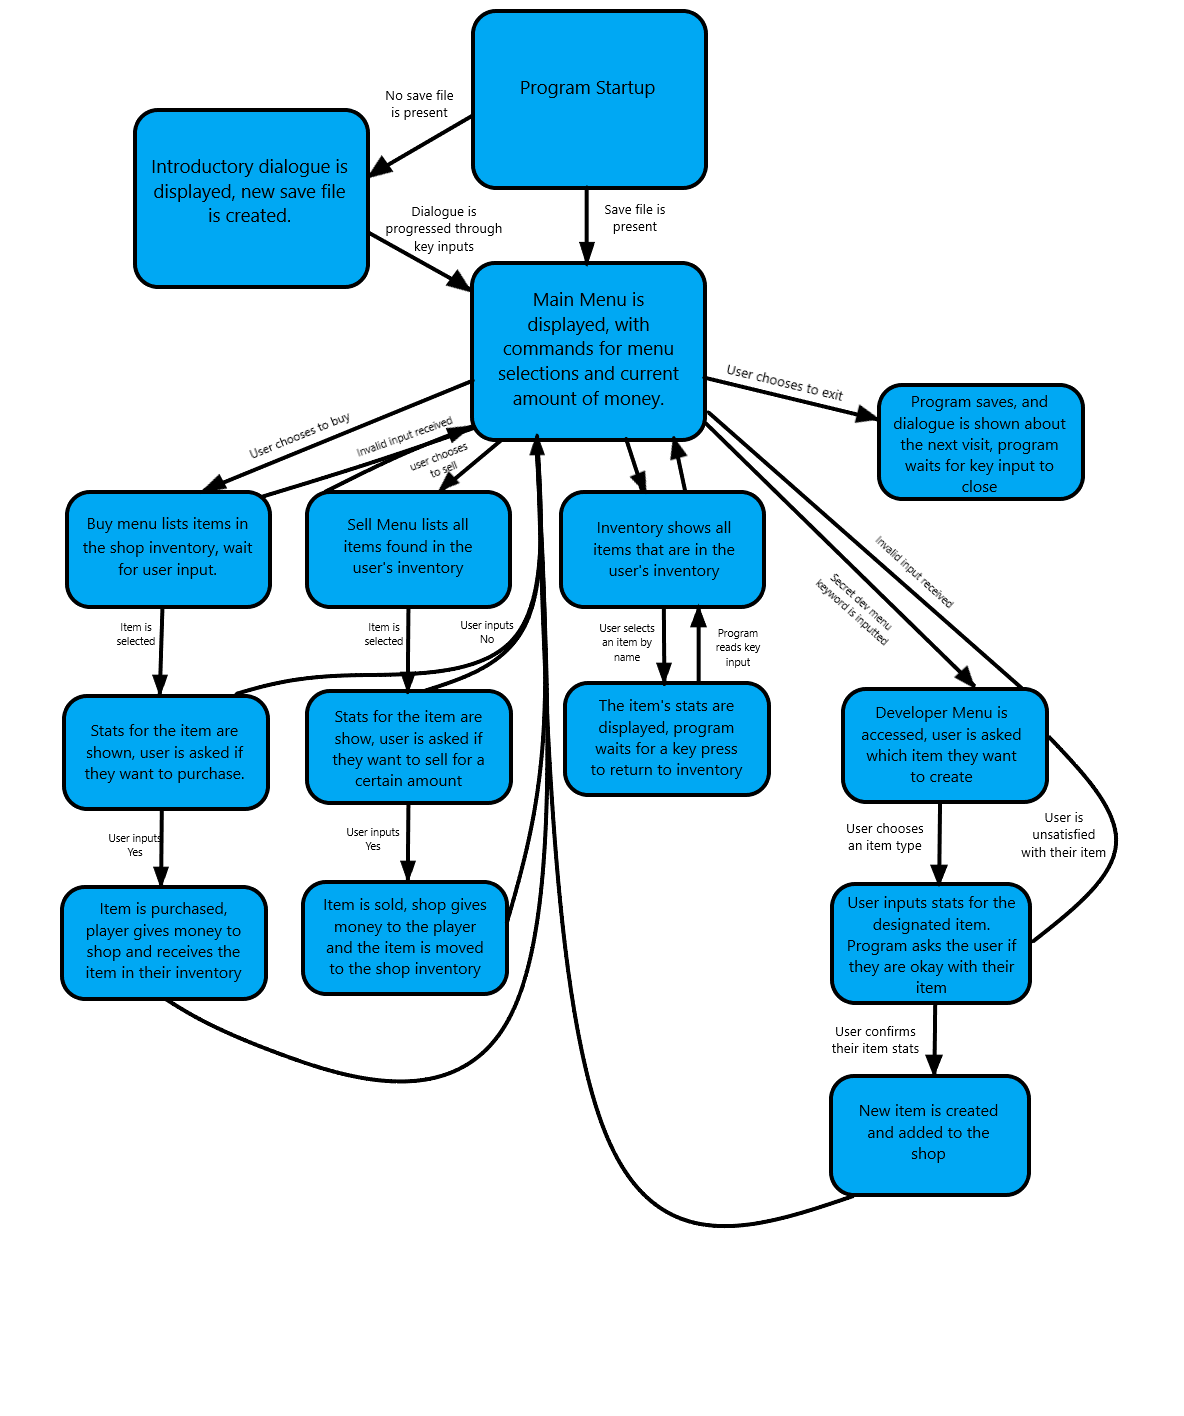 Program Startup
No save file
is present
Introductory dialogue is
displayed, new save file
is created.
Dialogue is
progressed through
key inputs
Save file is
present
Main Menu is
displayed, with
commands for menu
selections and current
amount of money.
User chooses to exit
Program saves, and
dialogue is shown about
the next visit, program
waits for key input to
close
User chooses to buy
Invalid input received
user chooses
to sell
Buy menu lists items in
the shop inventory, wait
for user input.
Sell Menu lists all
items found in the
user's inventory
Inventory shows all
items that are in the
user's inventory
Invalid input received
Secret dev menu
keyword is inputted
Item is
selected
Item is
selected
User inputs
No
User selects
an item by
name
Program
reads key
input
Stats for the item are
shown, user is asked if
they want to purchase.
Stats for the item are
show, user is asked if
they want to sell for a
certain amount
The item's stats are
displayed, program
waits for a key press
to return to inventory
Developer Menu is
accessed, user is asked
which item they want
to create
User inputs
Yes
User inputs
Yes
User chooses
an item type
User is
unsatisfied
with their item
Item is purchased,
player gives money to
shop and receives the
item in their inventory
Item is sold, shop gives
money to the player
and the item is moved
to the shop inventory
User inputs stats for the
designated item.
Program asks the user if
they are okay with their
item
User confirms
their item stats
New item is created
and added to the
shop